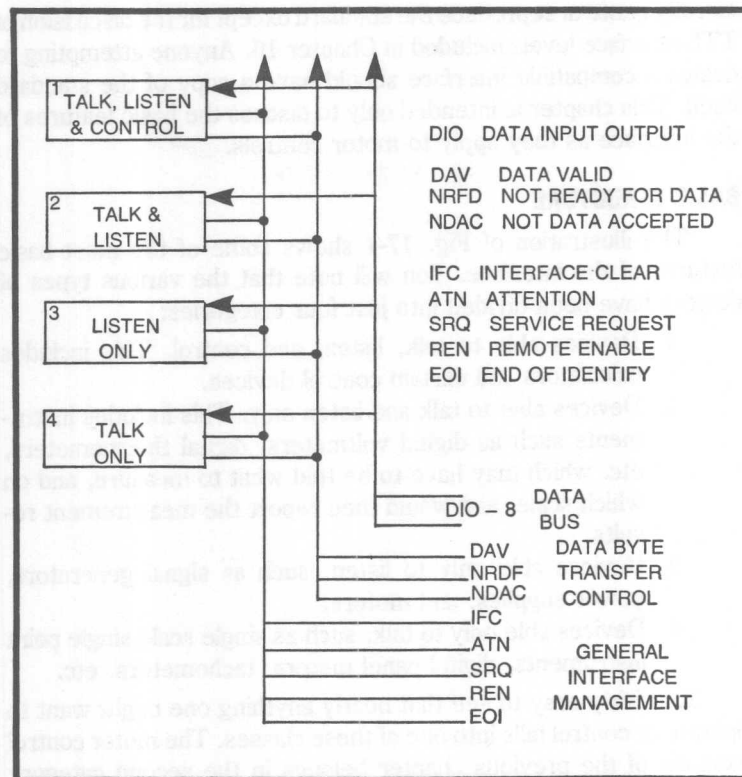 1
TALK, LISTEN
& CONTROL
2
TALK &
LISTEN
3
LISTEN
ONLY
4
TALK
ONLY
DIO DATA INPUT OUTPUT
DAV DATA VALID
NRFD NOT READY FOR DATA
NDAC NOT DATA ACCEPTED
IFC INTERFACE CLEAR
ATN ATTENTION
SRQ SERVICE REQUEST
REN REMOTE ENABLE
EOI END OF IDENTIFY
DIO – 8 DATA
BUS
DAV DATA BYTE
NRDF TRANSFER
NDAC CONTROL
IFC
ATN GENERAL
SRQ INTERFACE
REN MANAGEMENT
EOI